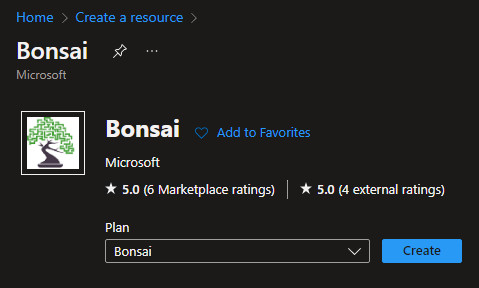 Home > Create a resource >
Bonsai ...
Microsoft
Bonsai Add to Favorites
Microsoft
★ 5.0 (6 Marketplace ratings) | ★ 5.0 (4 external ratings)
Plan
Bonsai Create